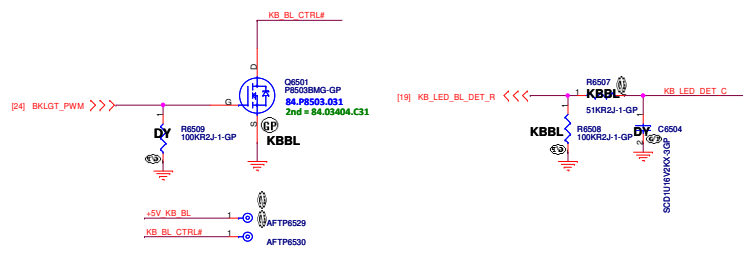 KB_BL_CTRL#
D
Q6501
P8503BMG-GP
84.P8503.031
2nd = 84.03404.C31
G
S
GP
KBBL
[24] BKLGT_PWM
1
DY
R6509
100KR2J-1-GP
+5V_KB_BL
1
AFTP6529
KB_BL_CTRL#
1
AFTP6530
[19] KB_LED_BL_DET_R
R6507
1
KBBL
51KR2J-1-GP
KB_LED_DET_C
1
KBBL
R6508
100KR2J-1-GP
1
DY
2
C6504
SCD1U16V2KX-3GP